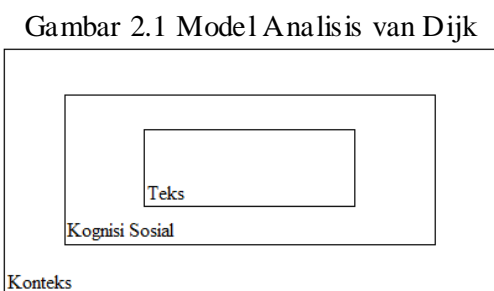 Gambar 2.1 Model Analisis van Dijk
Teks
Kognisi Sosial
Konteks